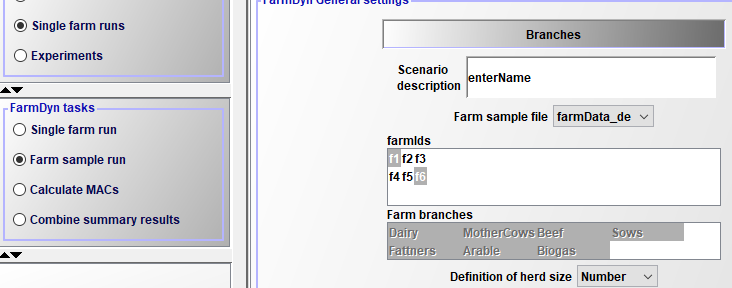 Single farm runs
Experiments
FarmDyn tasks
Single farm run
Farm sample run
Calculate MACs
Combine summary results
FarmDyn General settings
Branches
Scenario
description
enterName
Farm sample file farmData_de
farmIds
f1 f2 f3
f4 f5 f6
Farm branches
Dairy MotherCows Beef Sows
Fattners Arable Biogas
Definition of herd size Number